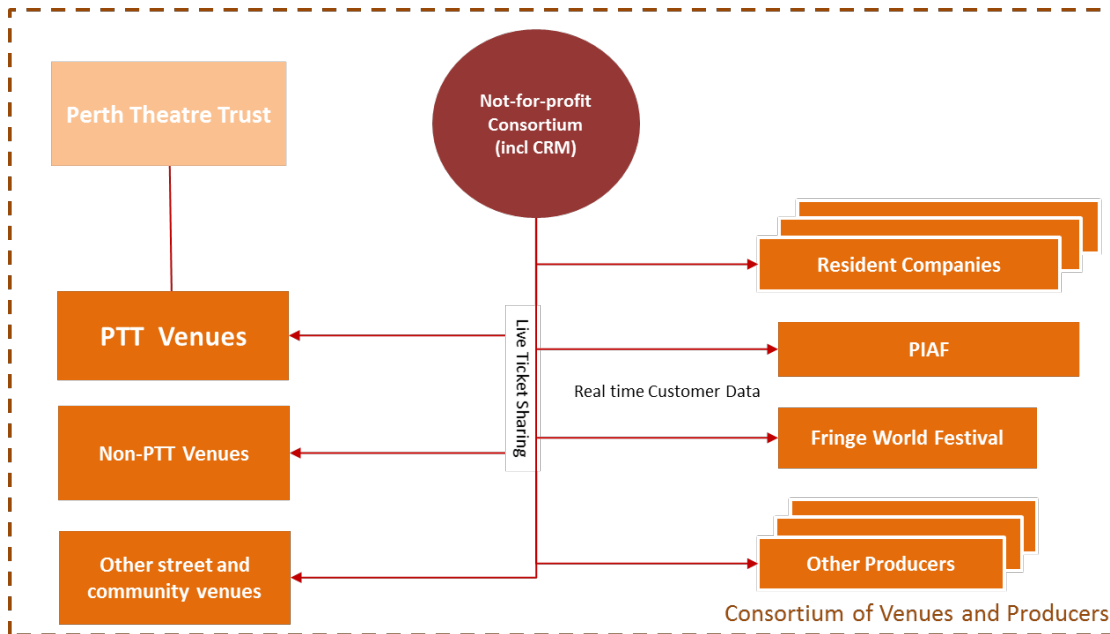 Perth Theatre Trust
Not-for-profit
Consortium
(incl CRM)
Resident Companies
PTT Venues
PIAF
Live Ticket Sharing
Real time Customer Data
Non-PTT Venues
Fringe World Festival
Other street and
community venues
Other Producers
Consortium of Venues and Producers